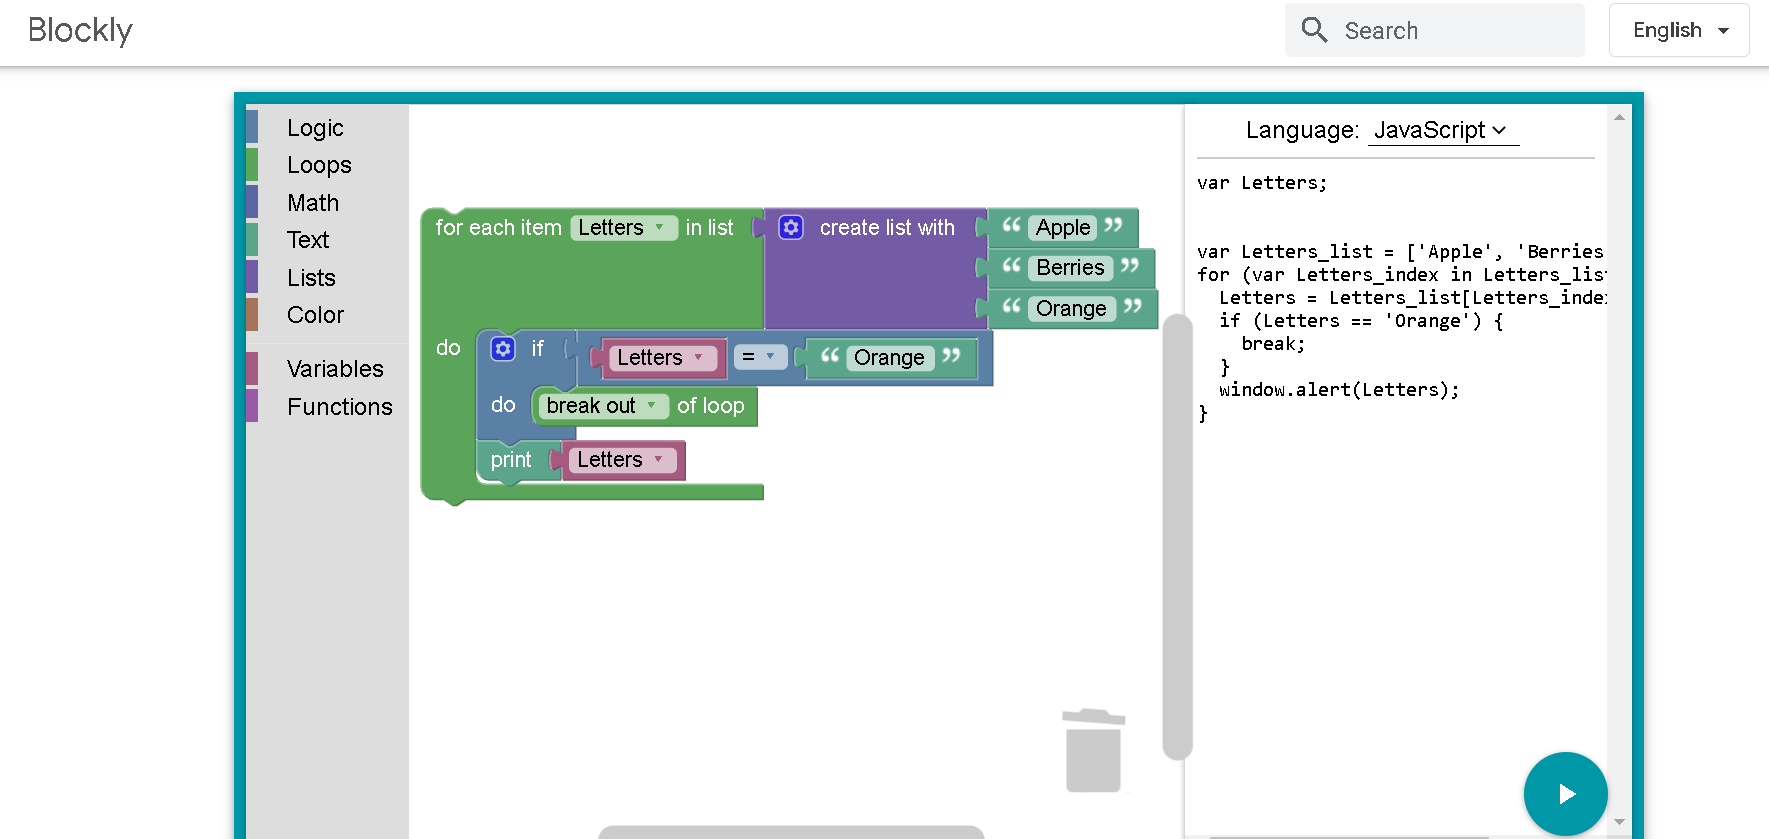 Blockly
Search
English
Logic
Loops
Math
Text
Lists
Color
Variables
Functions
for each item Letters in list create list with “ Apple ”
“ Berries ”
“ Orange ”
do if Letters = “ Orange ”
do break out of loop
print Letters
Language: JavaScript
var Letters;
var Letters_list = ['Apple', 'Berries
for (var Letters_index in Letters_lis
Letters = Letters_list[Letters_inde
if (Letters == 'Orange') {
break;
}
window.alert(Letters);
}